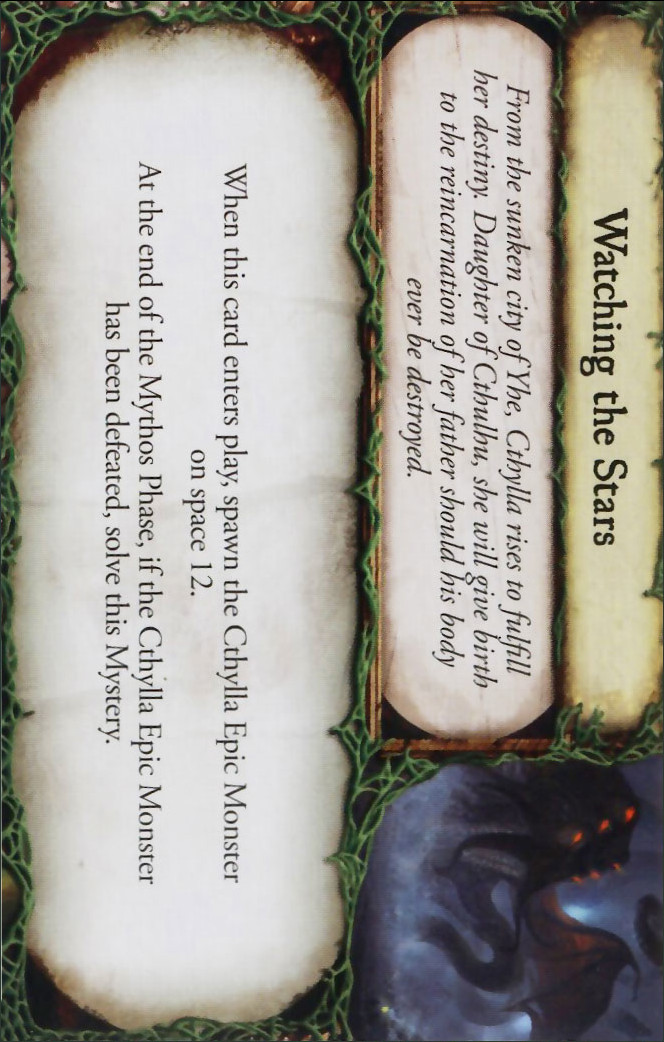 Watching the Stars
From the sunken city of Yhe, Cthylla rises to fulfill
her destiny. Daughter of Cthulhu, she will give birth
to the reincarnation of her father should his body
ever be destroyed.
When this card enters play, spawn the Cthylla Epic Monster
on space 12.
At the end of the Mythos Phase, if the Cthylla Epic Monster
has been defeated, solve this Mystery.